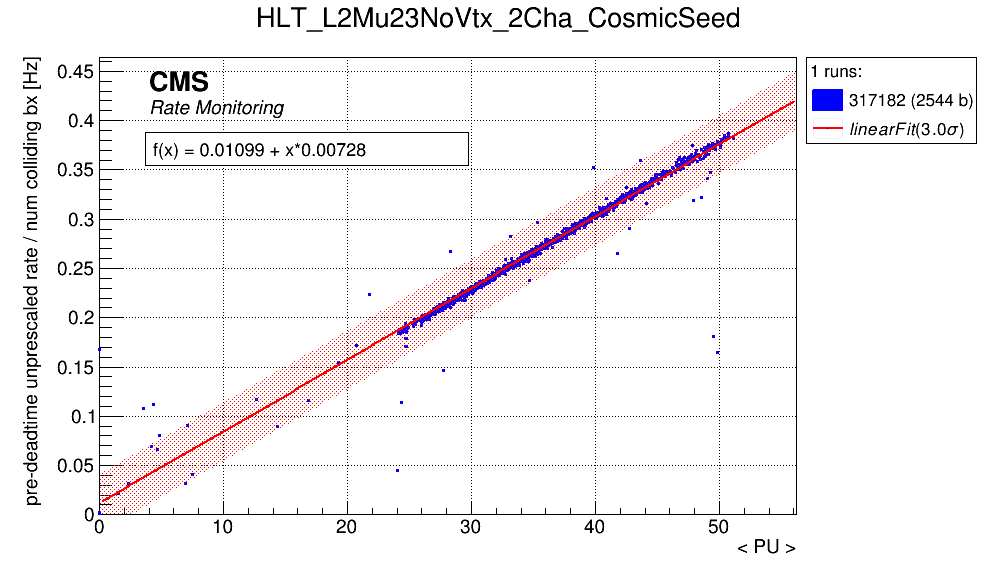 HLT_L2Mu23NoVtx_2Cha_CosmicSeed
pre-deadtime unprescaled rate / num colliding bx [Hz]
0.45
0.4
0.35
0.3
0.25
0.2
0.15
0.1
0.05
0
CMS
Rate Monitoring
f(x) = 0.01099 + x*0.00728
1 runs:
317182 (2544 b)
linearFit(3.0σ)
0 10 20 30 40 50
< PU >